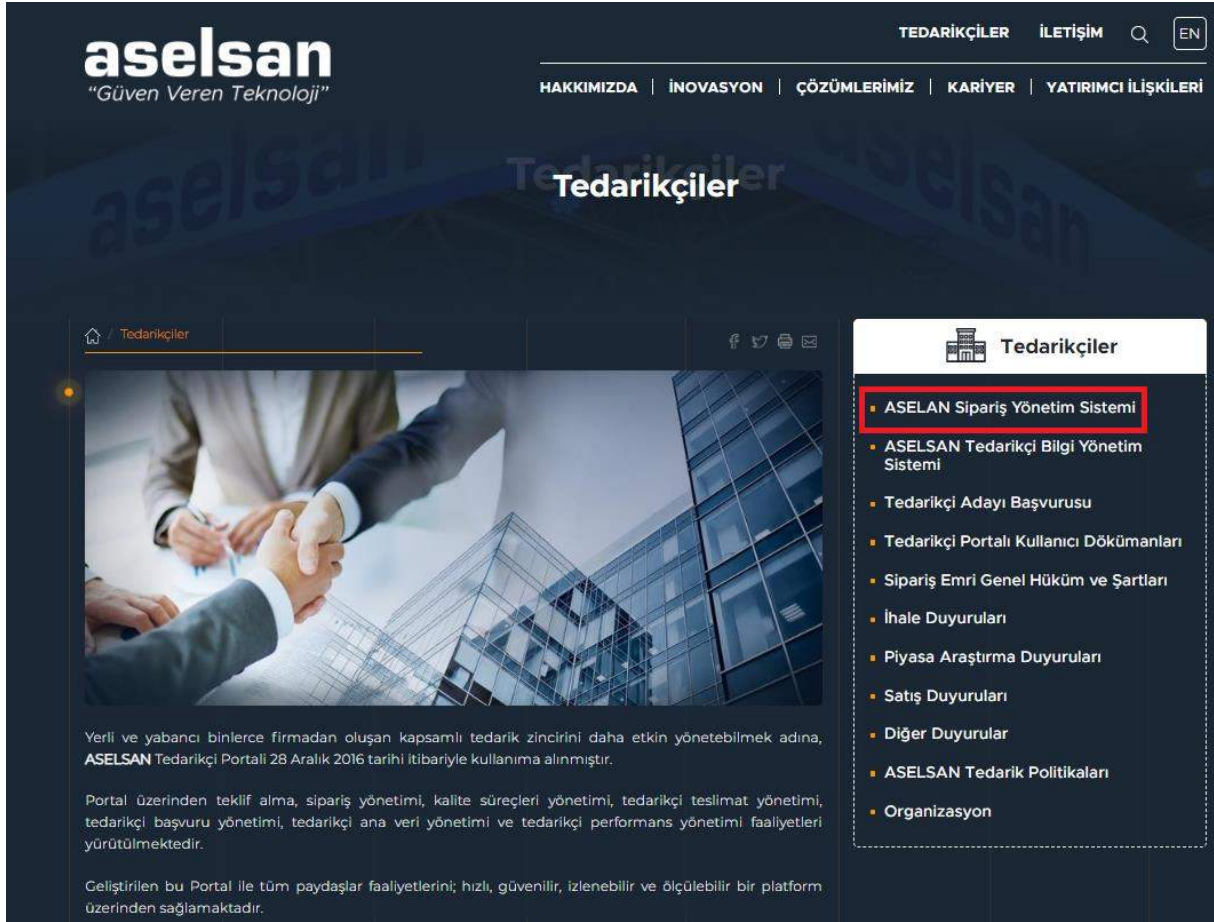 aselsan
"Güven Veren Teknoloji"
TEDARİKÇİLER İLETİŞİM EN
HAKKIMIZDA | İNOVASYON | ÇÖZÜMLERİMİZ | KARİYER | YATIRIMCI İLİŞKİLERİ
aselsan
aselsan
Tedarikçiler
Tedarikçiler
/ Tedarikçiler
Yerli ve yabancı binlerce firmadan oluşan kapsamlı tedarik zincirini daha etkin yönetebilmek adına,
ASELSAN Tedarikçi Portali 28 Aralık 2016 tarihi itibariyle kullanıma alınmıştır.
Portal üzerinden teklif alma, sipariş yönetimi, kalite süreçleri yönetimi, tedarikçi teslimat yönetimi,
tedarikçi başvuru yönetimi, tedarikçi ana veri yönetimi ve tedarikçi performans yönetimi faaliyetleri
yürütülmektedir.
Geliştirilen bu Portal ile tüm paydaşlar faaliyetlerini; hızlı, güvenilir, izlenebilir ve ölçülebilir bir platform
üzerinden sağlamaktadır.
Tedarikçiler
ASELAN Sipariş Yönetim Sistemi
ASELSAN Tedarikçi Bilgi Yönetim
Sistemi
Tedarikçi Adayı Başvurusu
Tedarikçi Portalı Kullanıcı Dökümanları
Sipariş Emri Genel Hüküm ve Şartları
İhale Duyuruları
Piyasa Araştırma Duyuruları
Satış Duyuruları
Diğer Duyurular
ASELSAN Tedarik Politikaları
Organizasyon